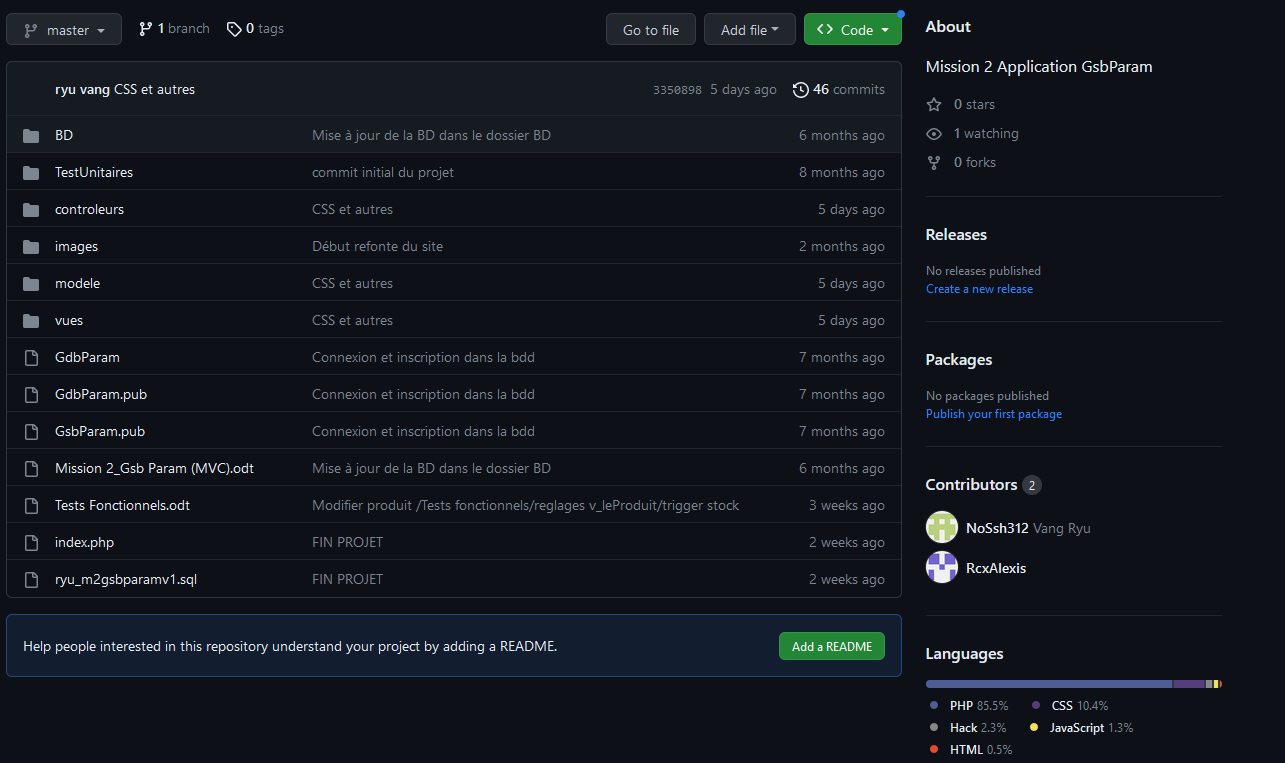 master 1 branch 0 tags Go to file Add file Code
ryu vang CSS et autres 3350898 5 days ago 46 commits
BD Mise à jour de la BD dans le dossier BD 6 months ago
TestUnitaires commit initial du projet 8 months ago
controleurs CSS et autres 5 days ago
images Début refonte du site 2 months ago
modele CSS et autres 5 days ago
vues CSS et autres 5 days ago
GdbParam Connexion et inscription dans la bdd 7 months ago
GdbParam.pub Connexion et inscription dans la bdd 7 months ago
GsbParam.pub Connexion et inscription dans la bdd 7 months ago
Mission 2_Gsb Param (MVC).odt Mise à jour de la BD dans le dossier BD 6 months ago
Tests Fonctionnels.odt Modifier produit /Tests fonctionnels/reglages v_leProduit/trigger stock 3 weeks ago
index.php FIN PROJET 2 weeks ago
ryu_m2gsbparamv1.sql FIN PROJET 2 weeks ago
Help people interested in this repository understand your project by adding a README. Add a README
About
Mission 2 Application GsbParam
0 stars
1 watching
0 forks
Releases
No releases published
Create a new release
Packages
No packages published
Publish your first package
Contributors 2
NoSsh312 Vang Ryu
RcxAlexis
Languages
PHP 85.5% CSS 10.4%
Hack 2.3% JavaScript 1.3%
HTML 0.5%